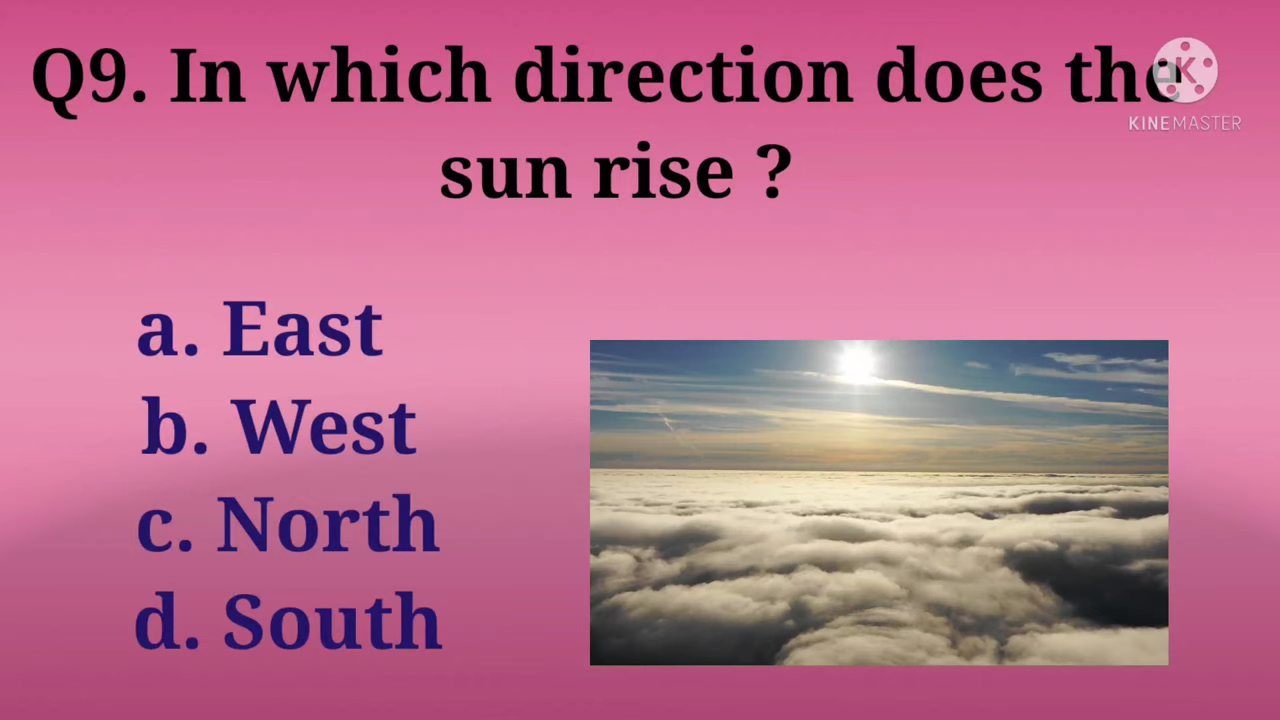 Q9. In which direction does the
sun rise ?
KINEMASTER
a. East
b. West
c. North
d. South